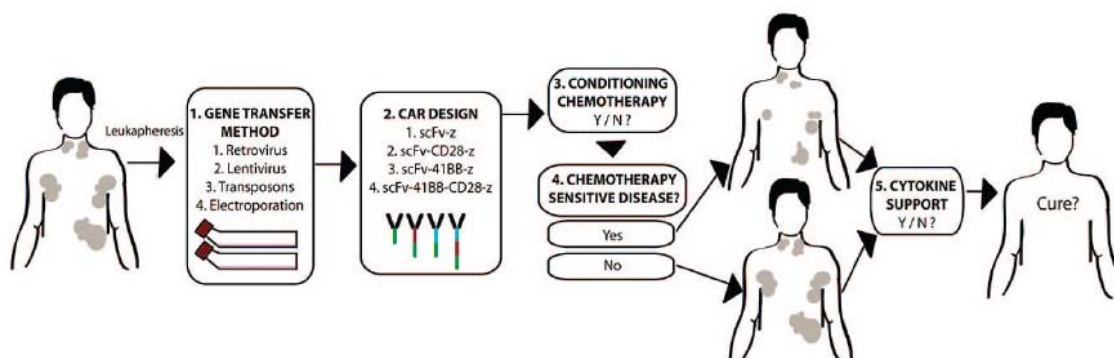 Leukapheresis
1. GENE TRANSFER
METHOD
1. Retrovirus
2. Lentivirus
3. Transposons
4. Electroporation
2. CAR DESIGN
1. scFv-z
2. scFv-CD28-z
3. scFv-41BB-z
4. scFv-41BB-CD28-z
3. CONDITIONING
CHEMOTHERAPY
Y / N ?
4. CHEMOTHERAPY
SENSITIVE DISEASE?
Yes
No
5. CYTOKINE
SUPPORT
Y / N ?
Cure?